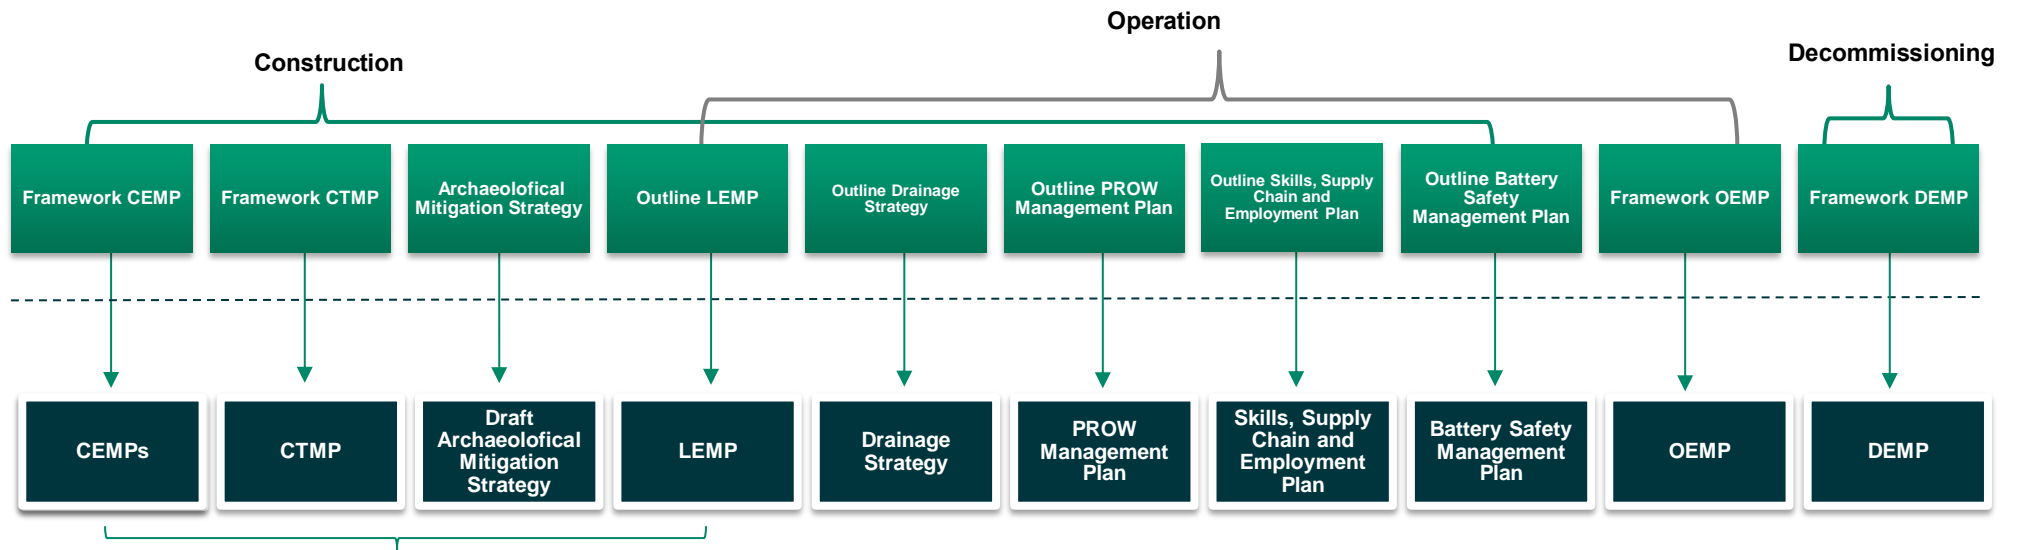 Operation
Construction
Decommissioning
Framework CEMP
Framework CTMP
Archaeolofical
Mitigation Strategy
Outline LEMP
Outline Drainage
Strategy
Outline PROW
Management Plan
Outline Skills, Supply
Chain and
Employment Plan
Outline Battery
Safety
Management Plan
Framework OEMP
Framework DEMP
CEMPs
CTMP
Draft
Archaeolofical
Mitigation
Strategy
LEMP
Drainage
Strategy
PROW
Management
Plan
Skills, Supply
Chain and
Employment
Plan
Battery Safety
Management
Plan
OEMP
DEMP